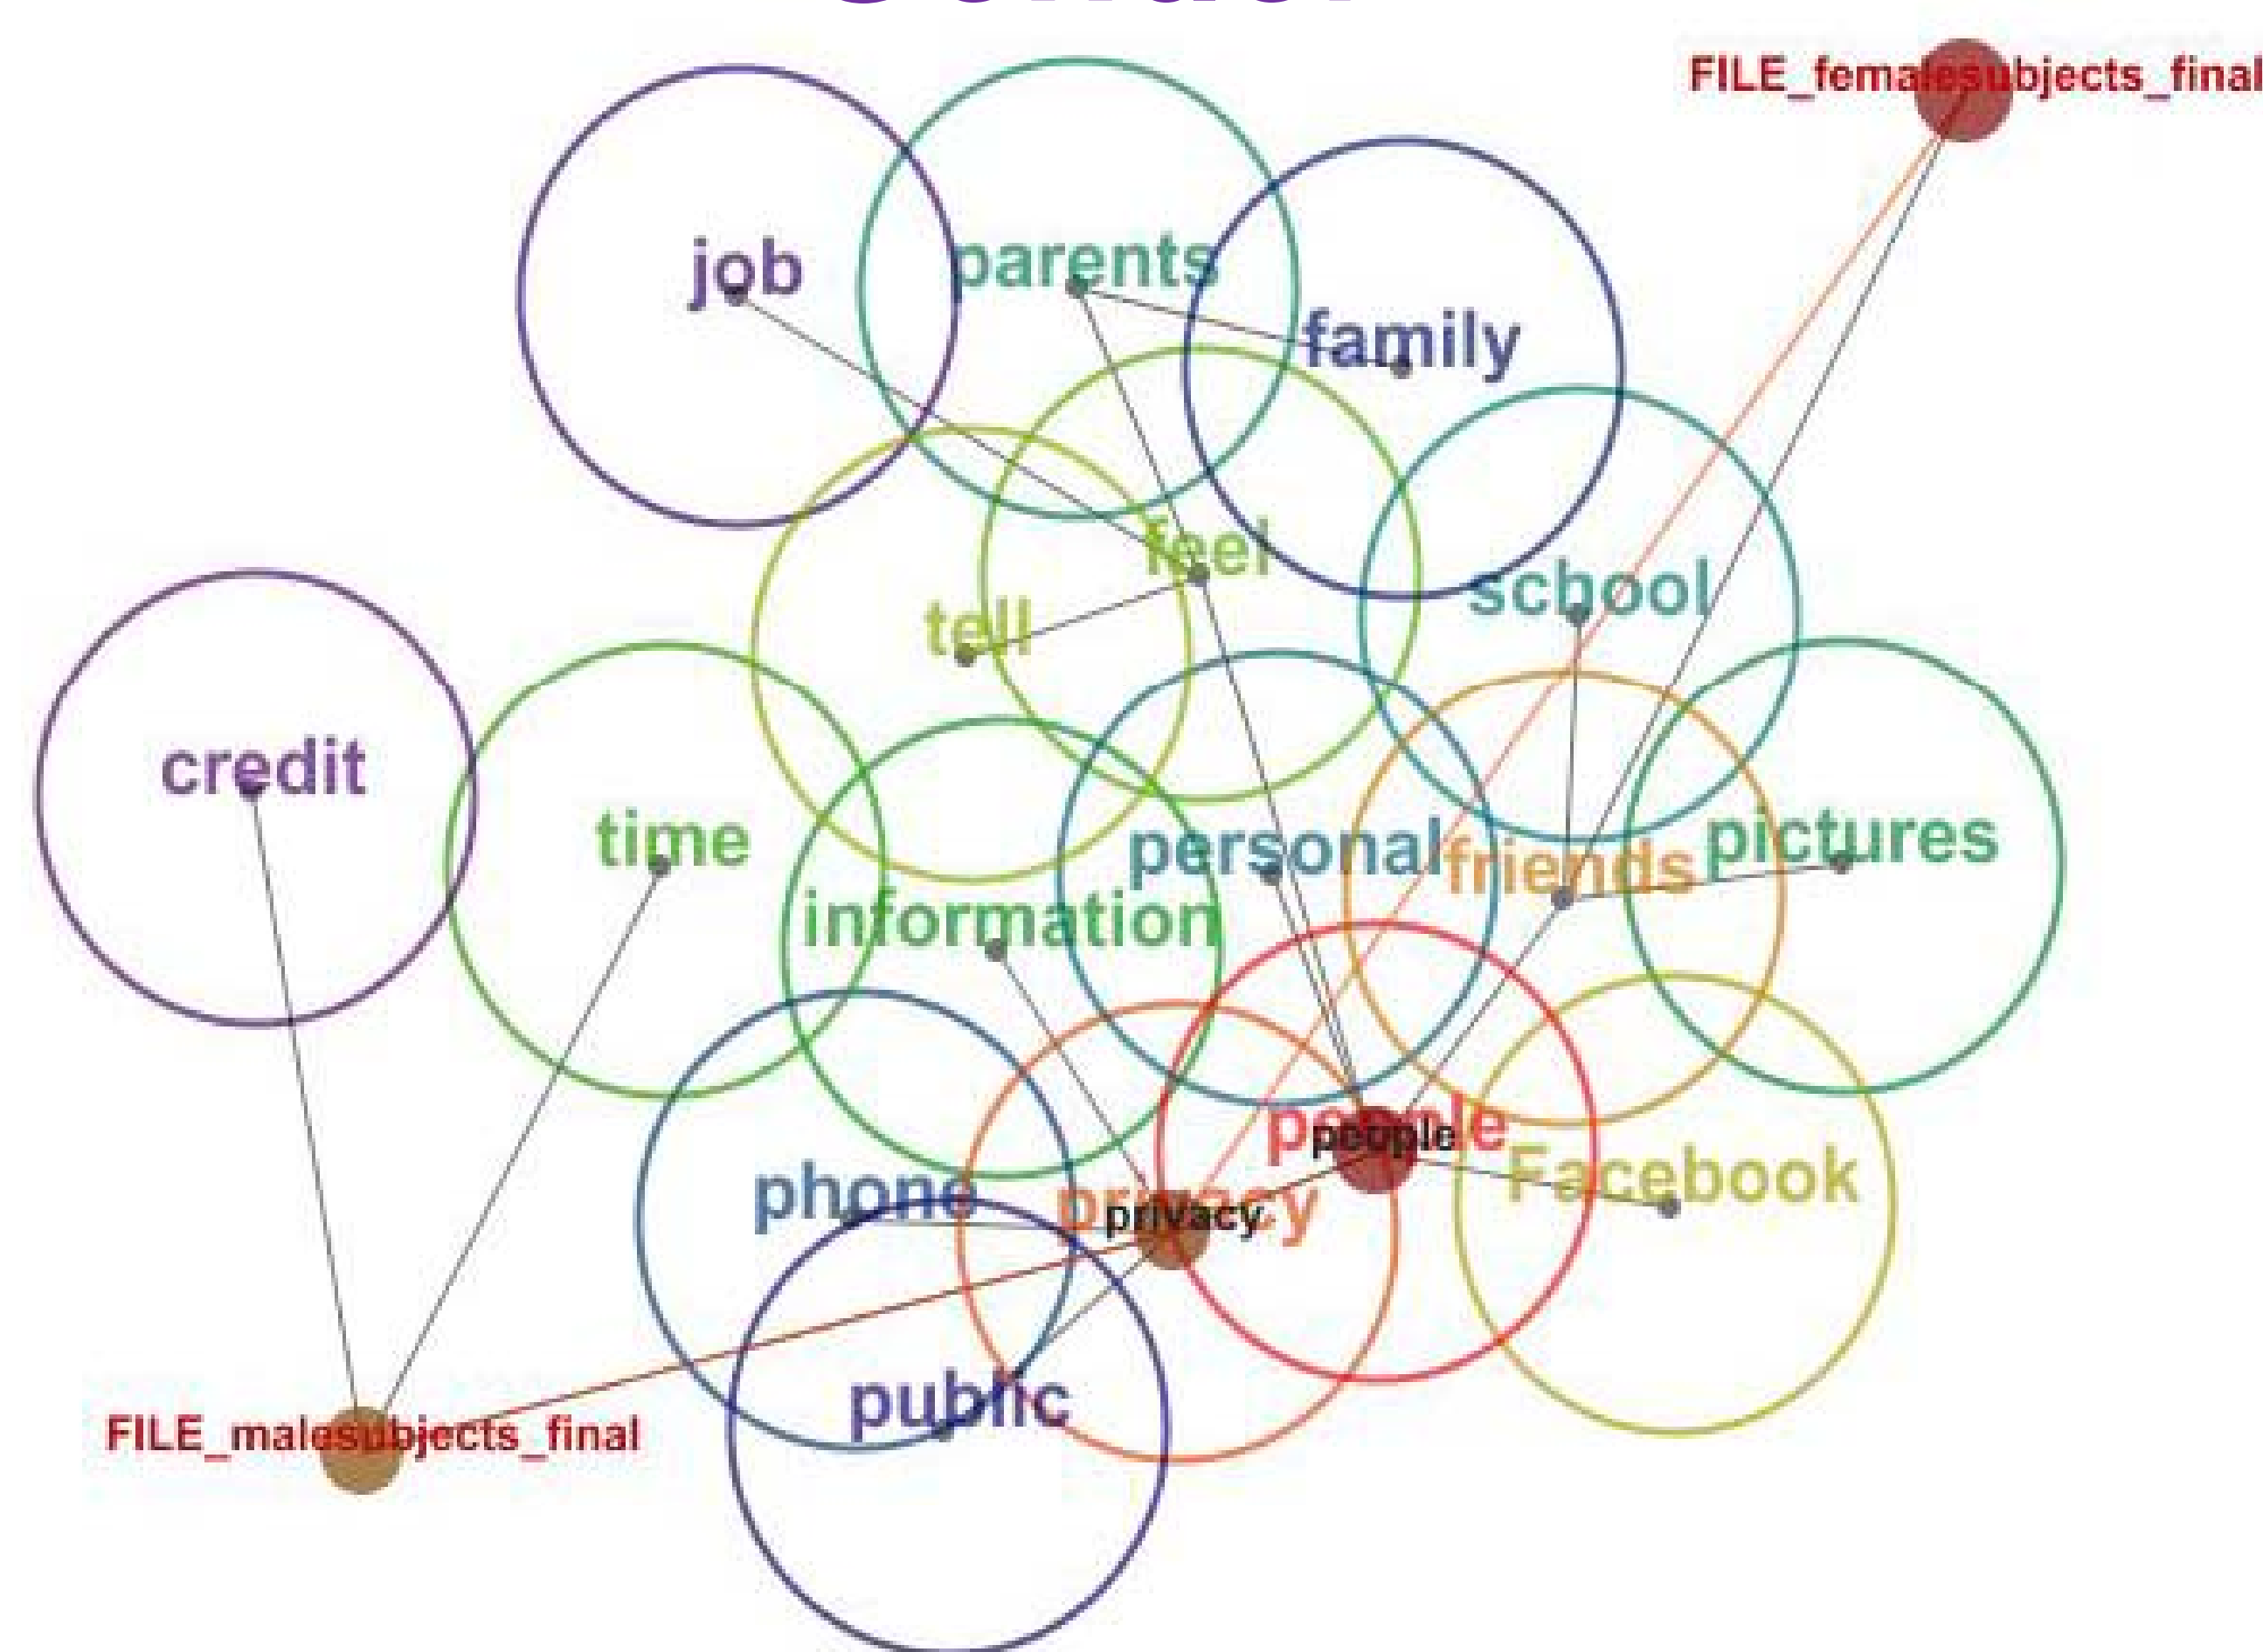 FILE_femalesubjects_final
job
parents
family
feel
school
tell
credit
time
personal
friends
pictures
information
people
people
Facebook
phone
privacy
privacy
public
FILE_malesubjects_final